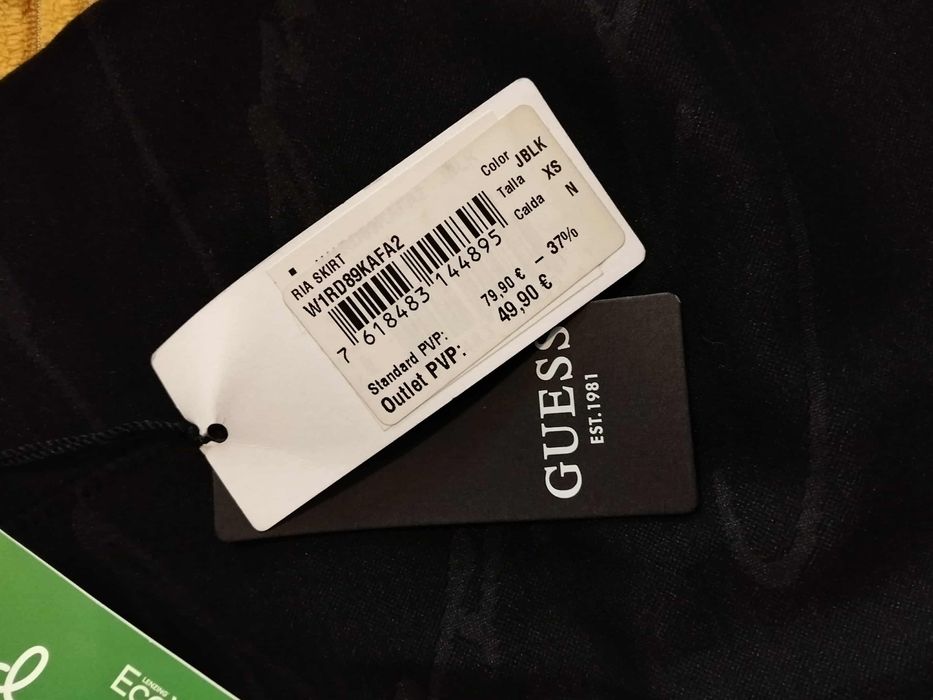 RIA SKIRT
W1RD89KAFA2
Color JBLK
Talla XS
Calda N
7 618483 144895
Standard PVP: 79,90 € - 37%
Outlet PVP: 49,90 €
GUESS
EST.1981
LENZING